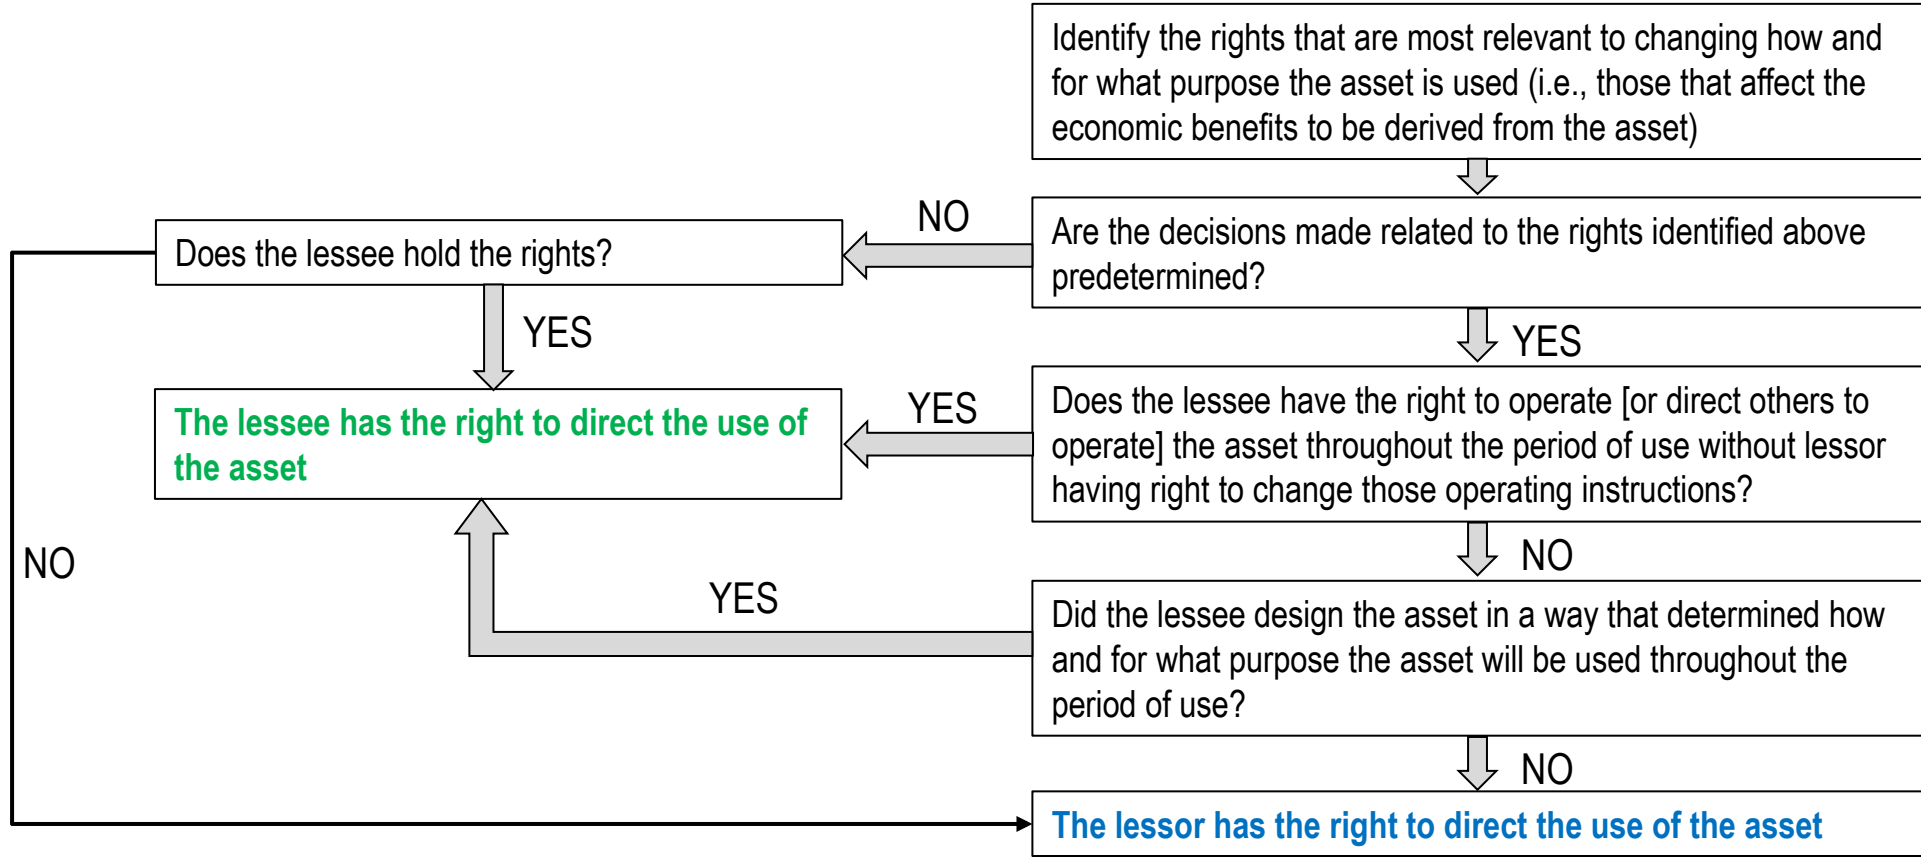 Identify the rights that are most relevant to changing how and
for what purpose the asset is used (i.e., those that affect the
economic benefits to be derived from the asset)
NO
Does the lessee hold the rights?
Are the decisions made related to the rights identified above
predetermined?
YES
YES
The lessee has the right to direct the use of
the asset
YES
Does the lessee have the right to operate [or direct others to
operate] the asset throughout the period of use without lessor
having right to change those operating instructions?
NO
NO
YES
Did the lessee design the asset in a way that determined how
and for what purpose the asset will be used throughout the
period of use?
NO
The lessor has the right to direct the use of the asset